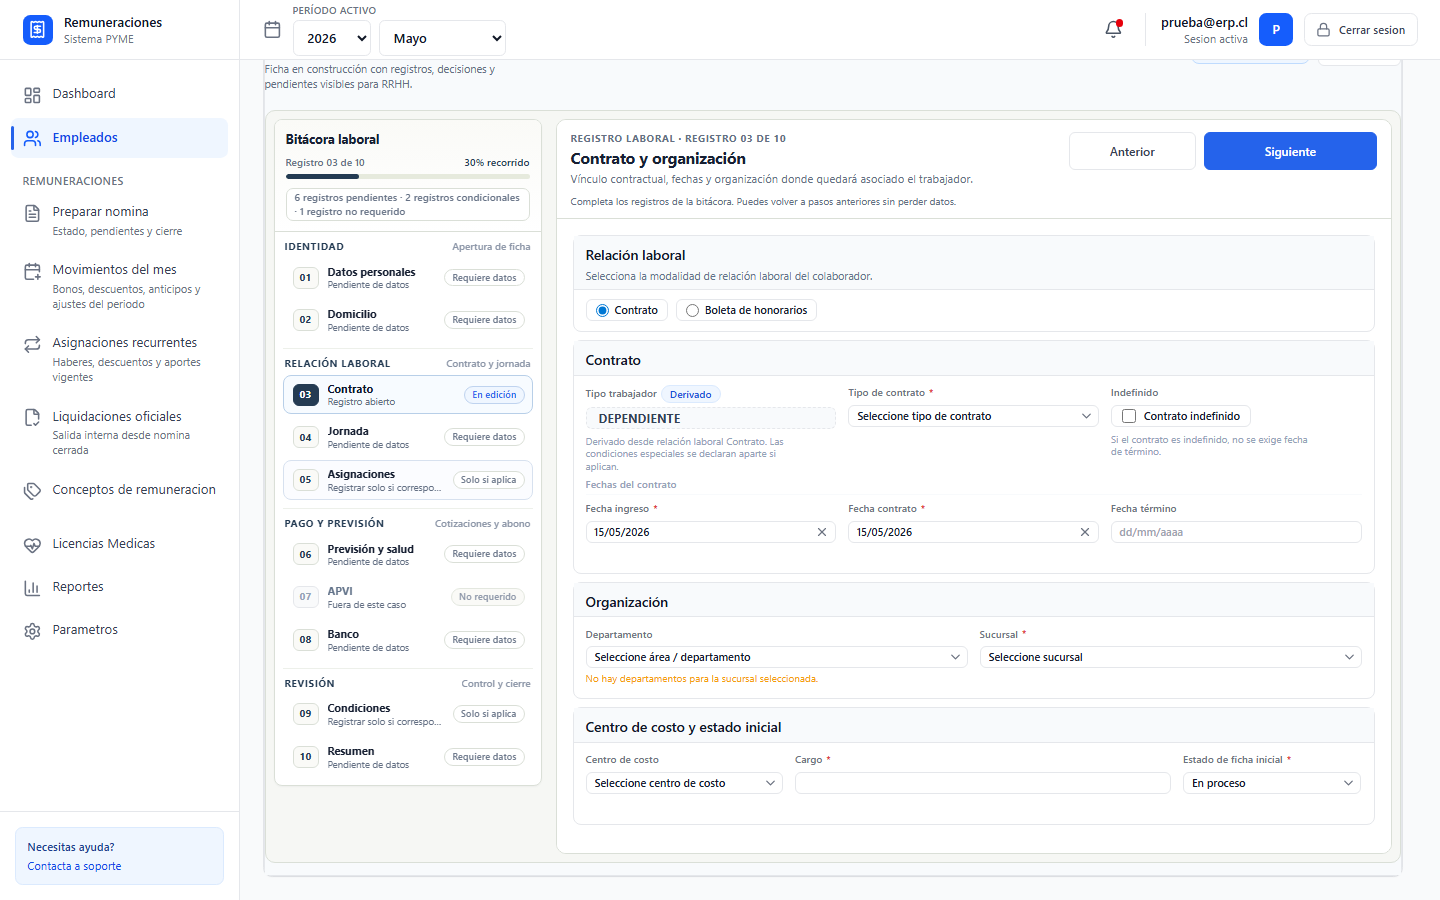 Remuneraciones
Sistema PYME
PERÍODO ACTIVO
2026
Mayo
prueba@erp.cl
Sesion activa
P
Cerrar sesion
Dashboard
Empleados
REMUNERACIONES
Preparar nomina
Estado, pendientes y cierre
Movimientos del mes
Bonos, descuentos, anticipos y
ajustes del periodo
Asignaciones recurrentes
Haberes, descuentos y aportes
vigentes
Liquidaciones oficiales
Salida interna desde nomina
cerrada
Conceptos de remuneracion
Licencias Medicas
Reportes
Parametros
Necesitas ayuda?
Contacta a soporte
Ficha en construcción con registros, decisiones y
pendientes visibles para RRHH.
Bitácora laboral
Registro 03 de 10
30% recorrido
6 registros pendientes · 2 registros condicionales
· 1 registro no requerido
IDENTIDAD
Apertura de ficha
01
Datos personales
Pendiente de datos
Requiere datos
02
Domicilio
Pendiente de datos
Requiere datos
RELACIÓN LABORAL
Contrato y jornada
03
Contrato
Registro abierto
En edición
04
Jornada
Pendiente de datos
Requiere datos
05
Asignaciones
Registrar solo si correspo...
Solo si aplica
PAGO Y PREVISIÓN
Cotizaciones y abono
06
Previsión y salud
Pendiente de datos
Requiere datos
07
APVI
Fuera de este caso
No requerido
08
Banco
Pendiente de datos
Requiere datos
REVISIÓN
Control y cierre
09
Condiciones
Registrar solo si correspo...
Solo si aplica
10
Resumen
Pendiente de datos
Requiere datos
REGISTRO LABORAL · REGISTRO 03 DE 10
Contrato y organización
Vínculo contractual, fechas y organización donde quedará asociado el trabajador.
Completa los registros de la bitácora. Puedes volver a pasos anteriores sin perder datos.
Anterior
Siguiente
Relación laboral
Selecciona la modalidad de relación laboral del colaborador.
Contrato
Boleta de honorarios
Contrato
Tipo trabajador
Derivado
DEPENDIENTE
Derivado desde relación laboral Contrato. Las
condiciones especiales se declaran aparte si
aplican.
Tipo de contrato *
Seleccione tipo de contrato
Indefinido
Contrato indefinido
Si el contrato es indefinido, no se exige fecha
de término.
Fechas del contrato
Fecha ingreso *
15/05/2026
Fecha contrato *
15/05/2026
Fecha término
dd/mm/aaaa
Organización
Departamento
Seleccione área / departamento
No hay departamentos para la sucursal seleccionada.
Sucursal *
Seleccione sucursal
Centro de costo y estado inicial
Centro de costo
Seleccione centro de costo
Cargo *
Estado de ficha inicial *
En proceso